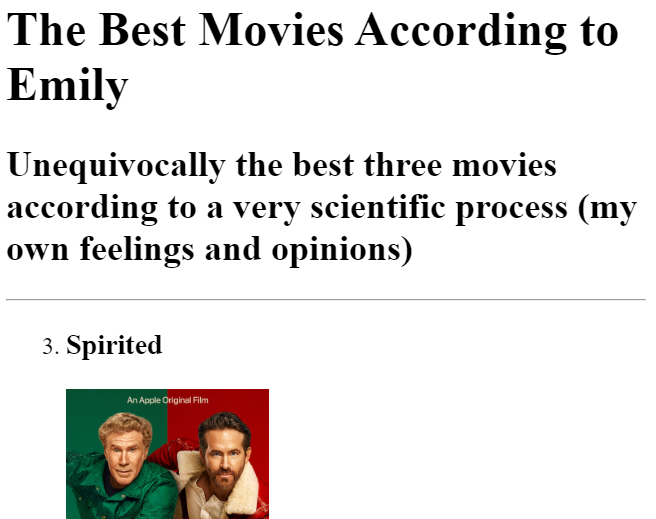 The Best Movies According to
Emily
Unequivocally the best three movies
according to a very scientific process (my
own feelings and opinions)
3. Spirited
An Apple Original Film